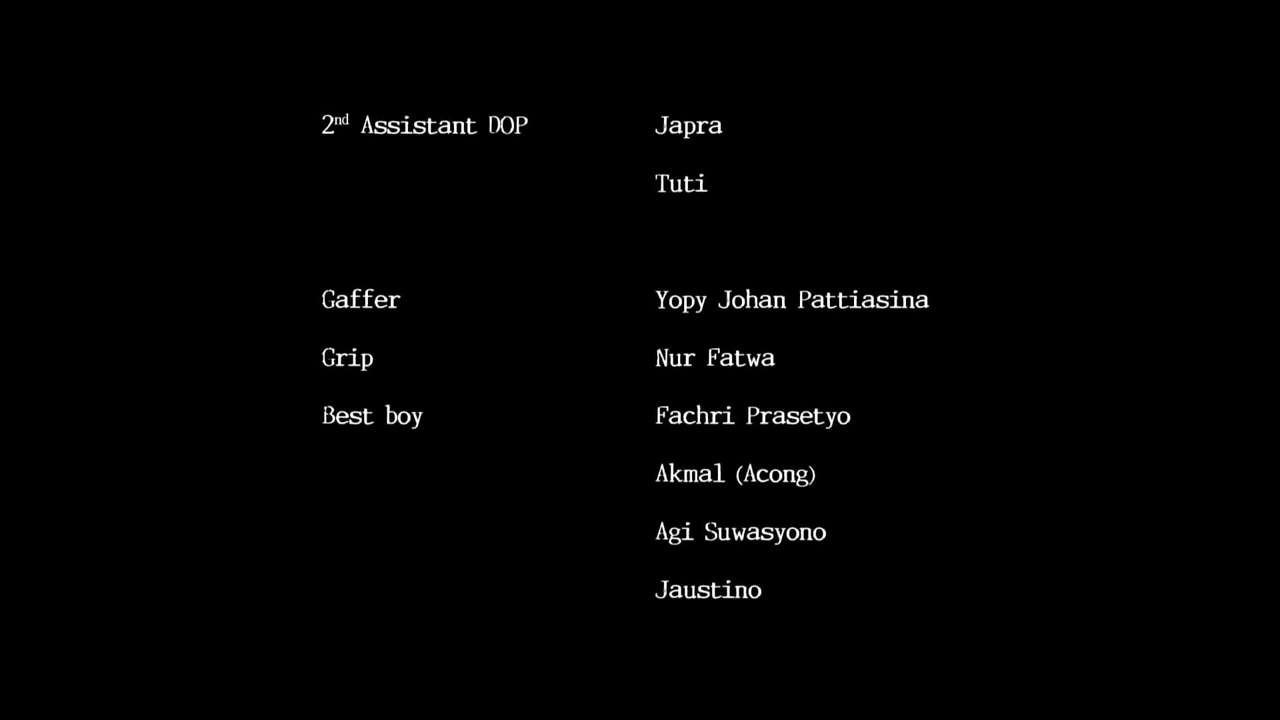 2nd Assistant DOP Japra
Tuti
Gaffer Yopy Johan Pattiasina
Grip Nur Fatwa
Best boy Fachri Prasetyo
Akmal (Acong)
Agi Suwasyono
Jaustino